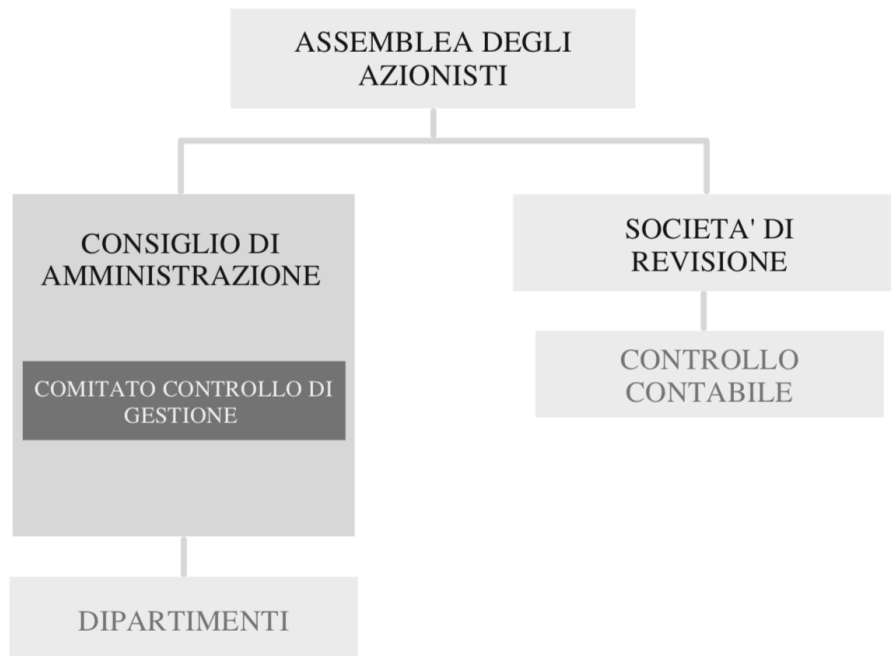 ASSEMBLEA DEGLI
AZIONISTI
CONSIGLIO DI
AMMINISTRAZIONE
COMITATO CONTROLLO DI
GESTIONE
DIPARTIMENTI
SOCIETA' DI
REVISIONE
CONTROLLO
CONTABILE